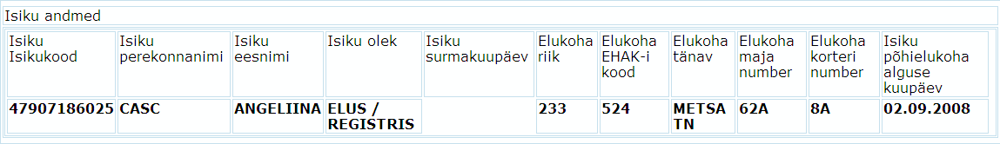 Isiku andmed
Isiku Isikukood
Isiku perekonnanimi
Isiku eesnimi
Isiku olek
Isiku surmakuupäev
Elukoha riik
Elukoha EHAK-i kood
Elukoha tänav
Elukoha maja number
Elukoha korteri number
Isiku põhielukoha alguse kuupäev
47907186025
CASC
ANGELIINA
ELUS / REGISTRIS
233
524
METSA TN
62A
8A
02.09.2008